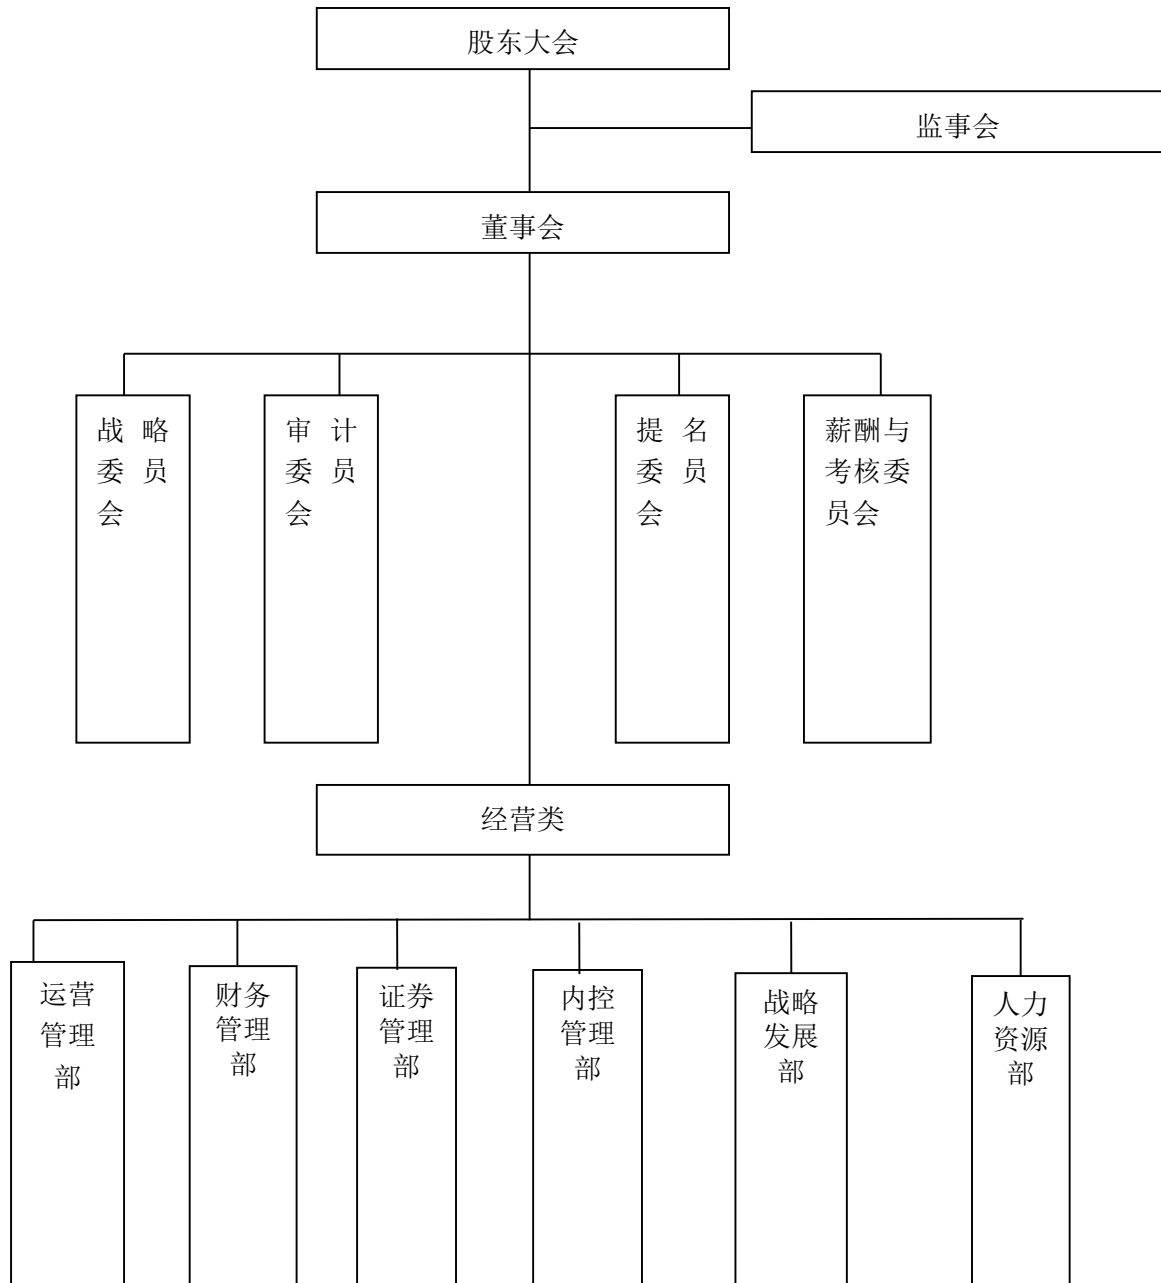 股东大会
监事会
董事会
战 略
委 员
会
审 计
委 员
会
提 名
委 员
会
薪酬与
考核委
员会
经营类
运营
管理
部
财务
管理
部
证券
管理
部
内控
管理
部
战略
发展
部
人力
资源
部